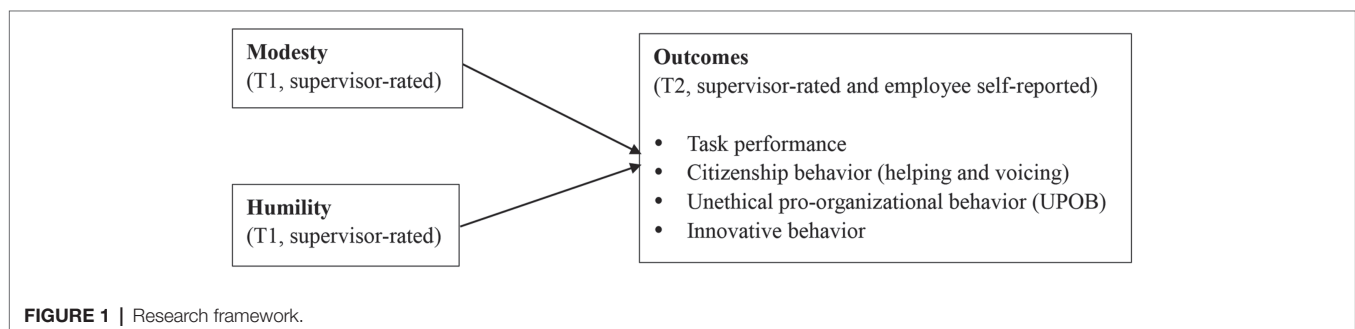 Modesty
(T1, supervisor-rated)
Humility
(T1, supervisor-rated)
Outcomes
(T2, supervisor-rated and employee self-reported)
• Task performance
• Citizenship behavior (helping and voicing)
• Unethical pro-organizational behavior (UPOB)
• Innovative behavior
FIGURE 1 | Research framework.